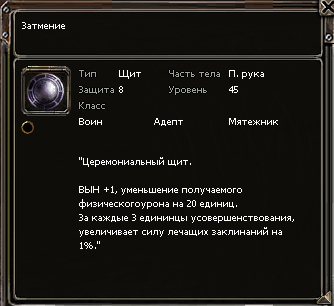 Затмение
Тип Щит Часть тела П. рука
Защита 8 Уровень 45
Класс
Воин Адепт Мятежник
"Церемониальный щит.
ВЫН +1, уменьшение получаемого
физическогоурона на 20 единиц.
За каждые 3 едининцы усовершенствования,
увеличивает силу лечащих заклинаний на
1%."